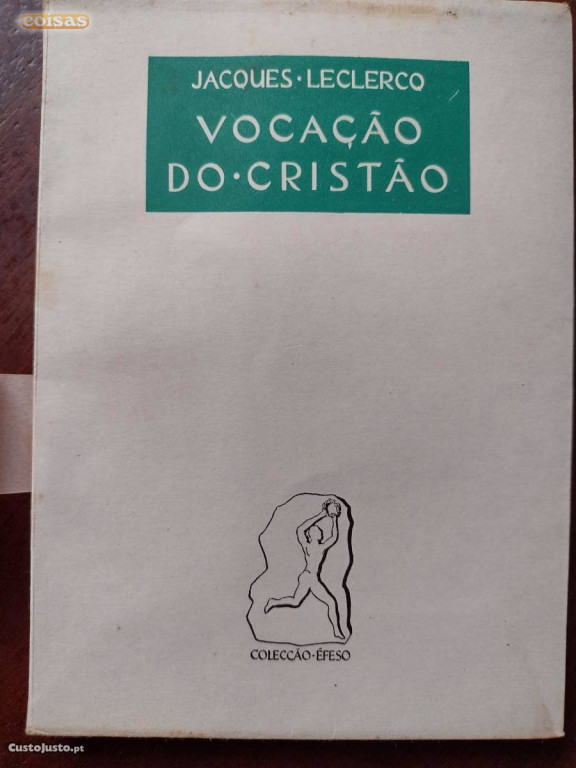 coisas
JACQUES · LECLERCQ
VOCAÇÃO
DO · CRISTÃO
COLECÇÃO · ÉFESO
CustoJusto.pt